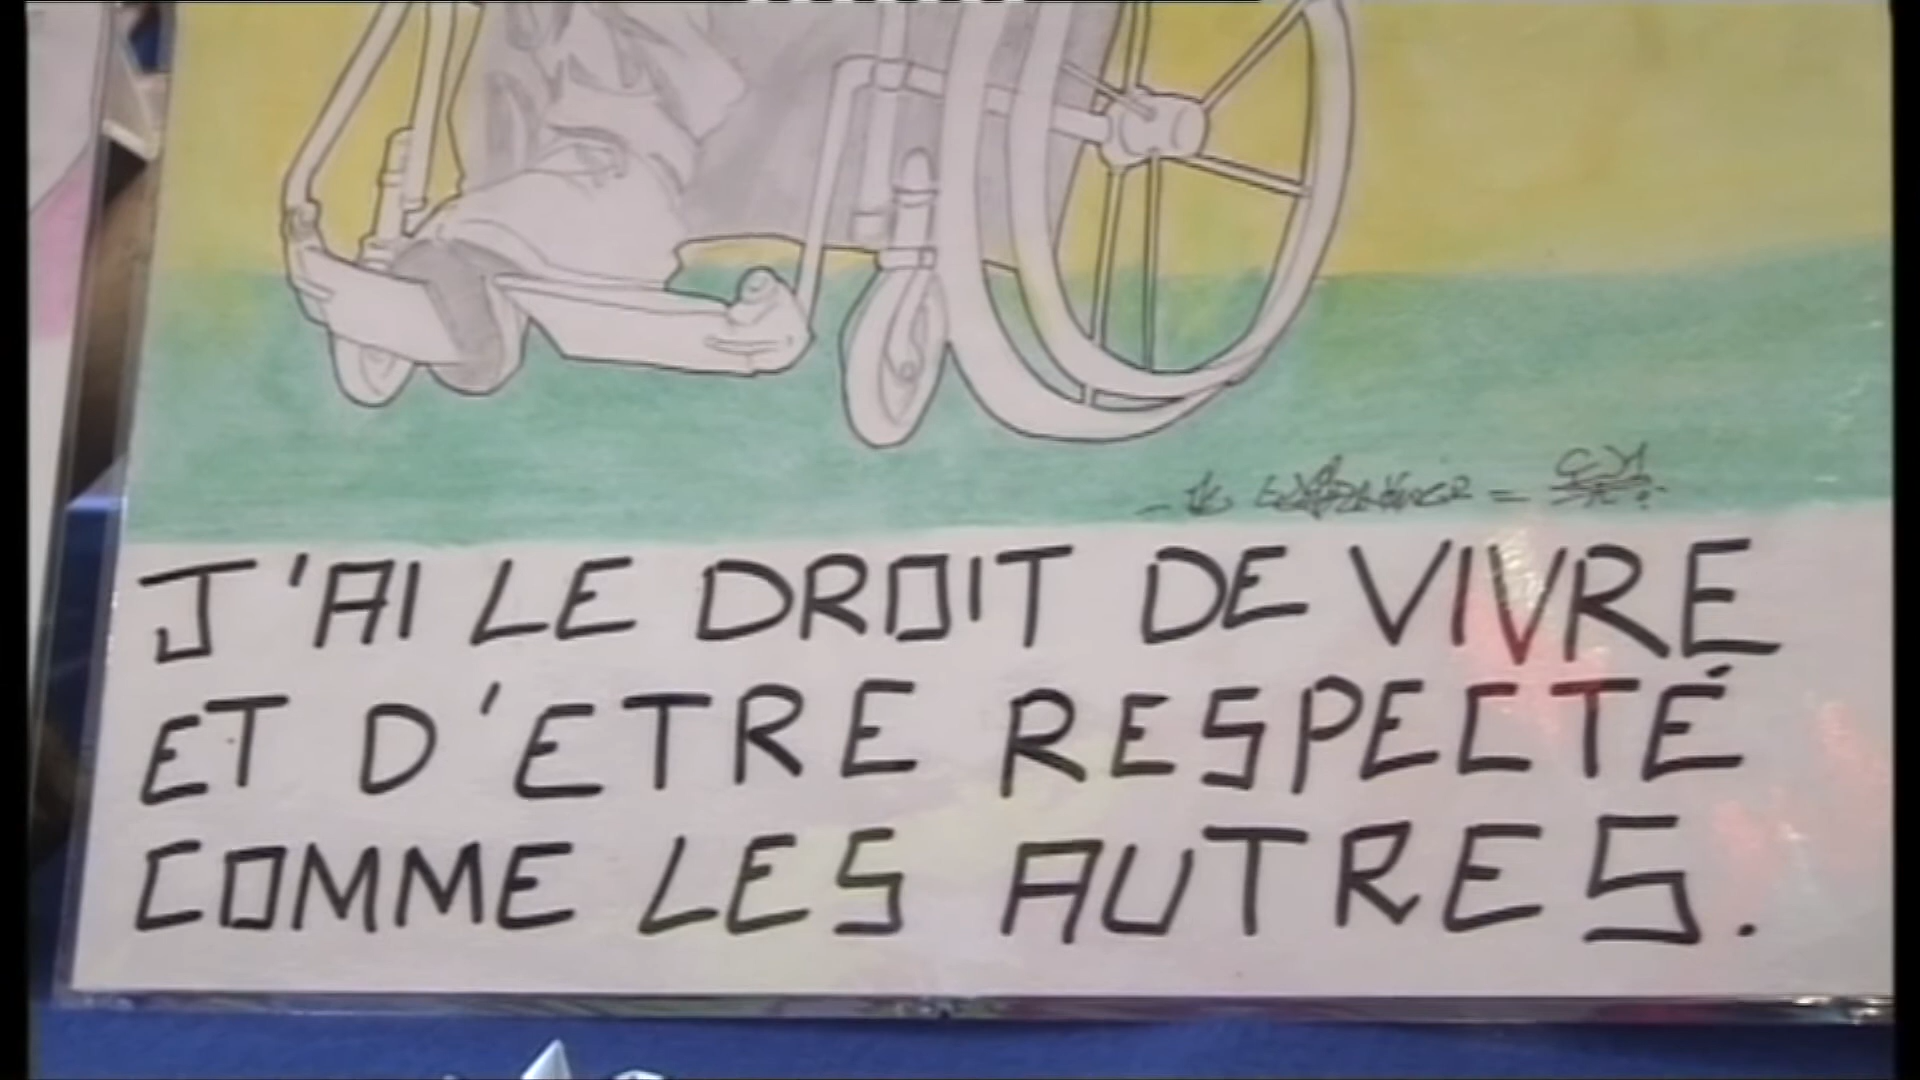 J'AI LE DROIT DE VIVRE
ET D'ETRE RESPECTÉ
COMME LES AUTRES.